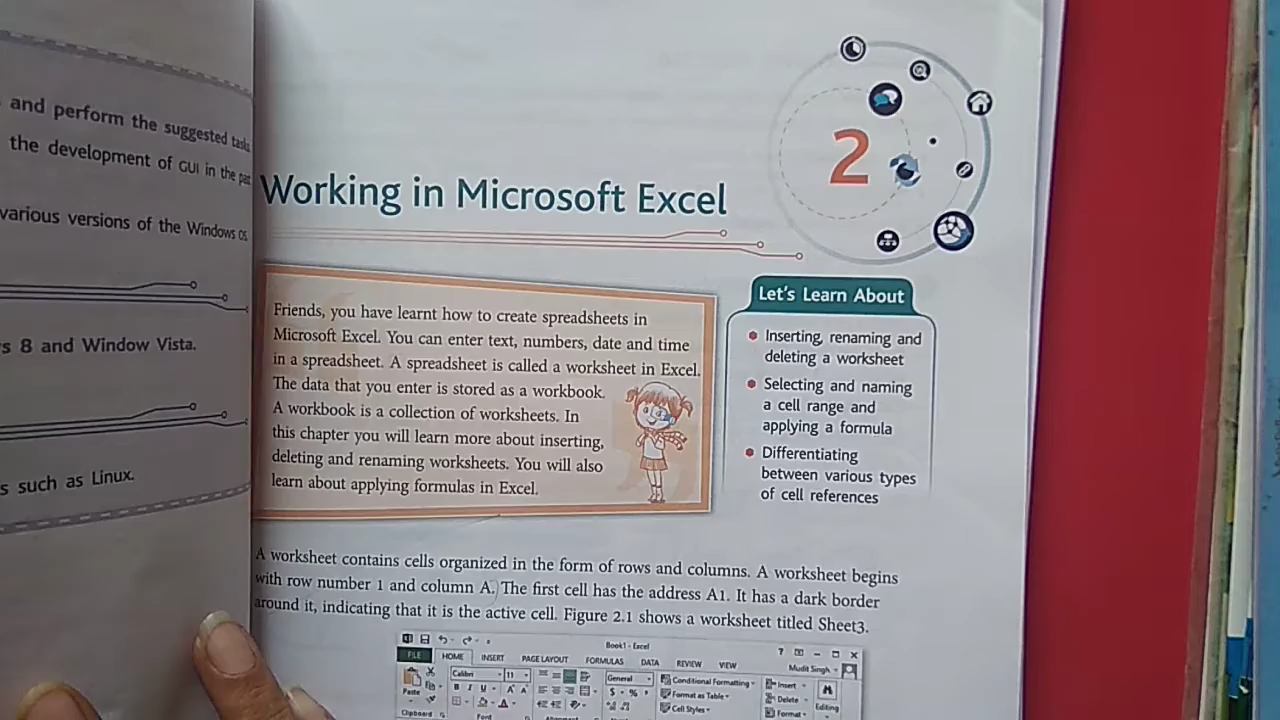 and perform the suggested tasks
the development of GUI in the past
various versions of the Windows OS.
s 8 and Window Vista.
s such as Linux.
2
Working in Microsoft Excel
Friends, you have learnt how to create spreadsheets in
Microsoft Excel. You can enter text, numbers, date and time
in a spreadsheet. A spreadsheet is called a worksheet in Excel.
The data that you enter is stored as a workbook.
A workbook is a collection of worksheets. In
this chapter you will learn more about inserting,
deleting and renaming worksheets. You will also
learn about applying formulas in Excel.
Let's Learn About
Inserting, renaming and
deleting a worksheet
Selecting and naming
a cell range and
applying a formula
Differentiating
between various types
of cell references
A worksheet contains cells organized in the form of rows and columns. A worksheet begins
with row number 1 and column A. The first cell has the address A1. It has a dark border
around it, indicating that it is the active cell. Figure 2.1 shows a worksheet titled Sheet3.
Book1 - Excel
FILE HOME INSERT PAGE LAYOUT FORMULAS DATA REVIEW VIEW Mudit Singh
Calibri 11 General Conditional Formatting Insert
Paste B I U A A $ % Format as Table Delete
Cell Styles Format Editing
Clipboard Font